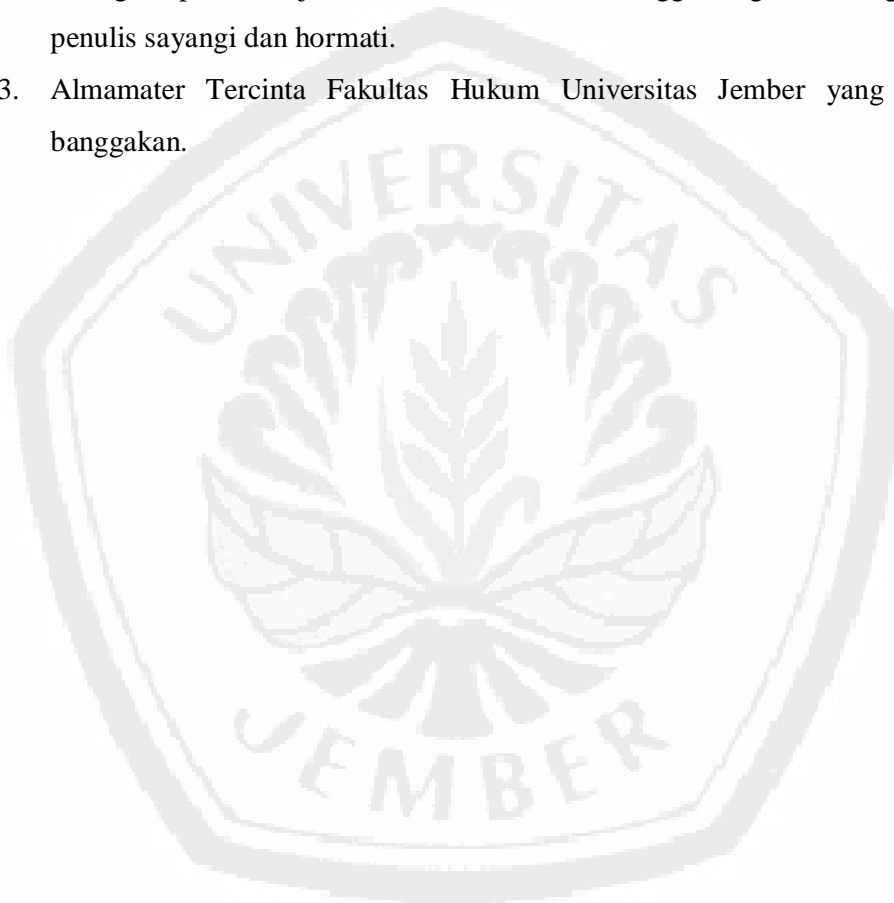 penulis sayangi dan hormati.
3. Almamater Tercinta Fakultas Hukum Universitas Jember yang
banggakan.
UNIVERSITAS
JEMBER